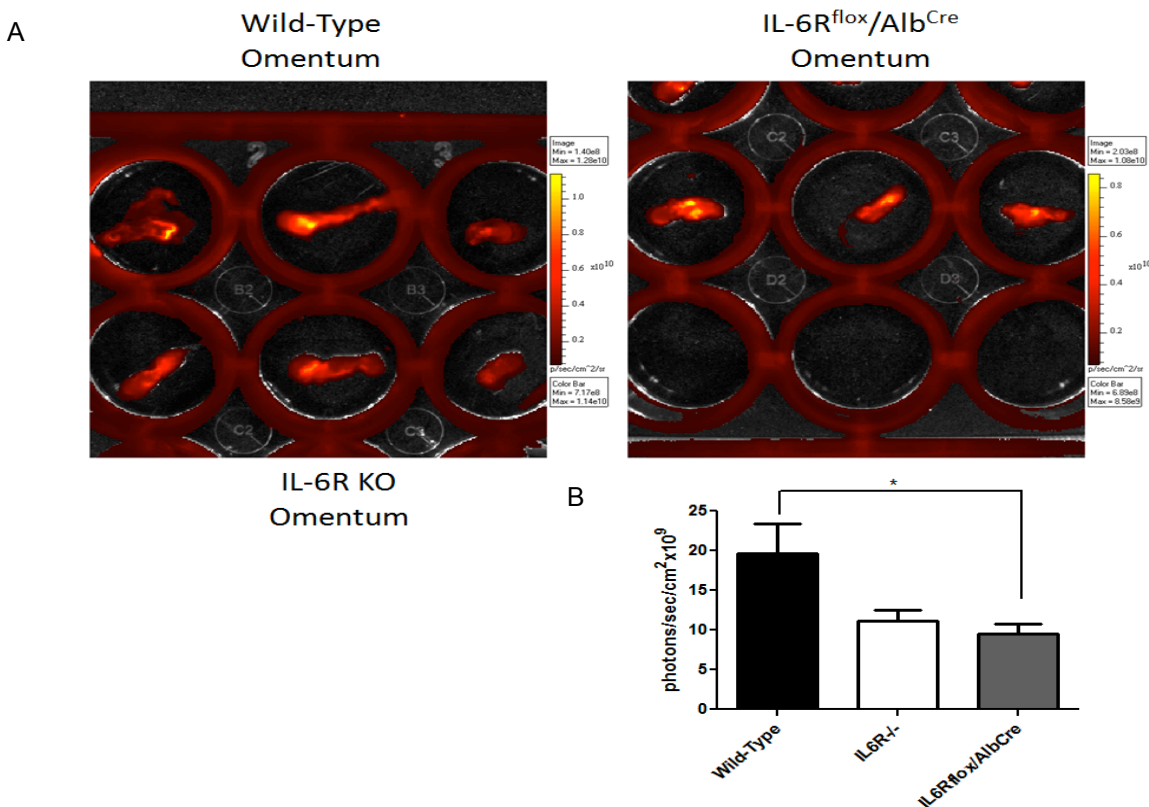 A
Wild-Type
Omentum
IL-6Rflox/AlbCre
Omentum
2
3
B2
B3
C2
C3
Image
Min = 1.40e8
Max = 1.28e10
1.0
0.8
0.6
x10^10
0.4
0.2
p/sec/cm^2/sr
Color Bar
Min = 7.17e8
Max = 1.14e10
C2
C3
D2
D3
Image
Min = 2.03e8
Max = 1.08e10
0.8
0.6
x10^10
0.4
0.2
p/sec/cm^2/sr
Color Bar
Min = 6.89e8
Max = 8.58e9
IL-6R KO
Omentum
B
*
photons/sec/cm²x10⁹
25
20
15
10
5
0
Wild-Type
IL6R-/-
IL6Rflox/AlbCre